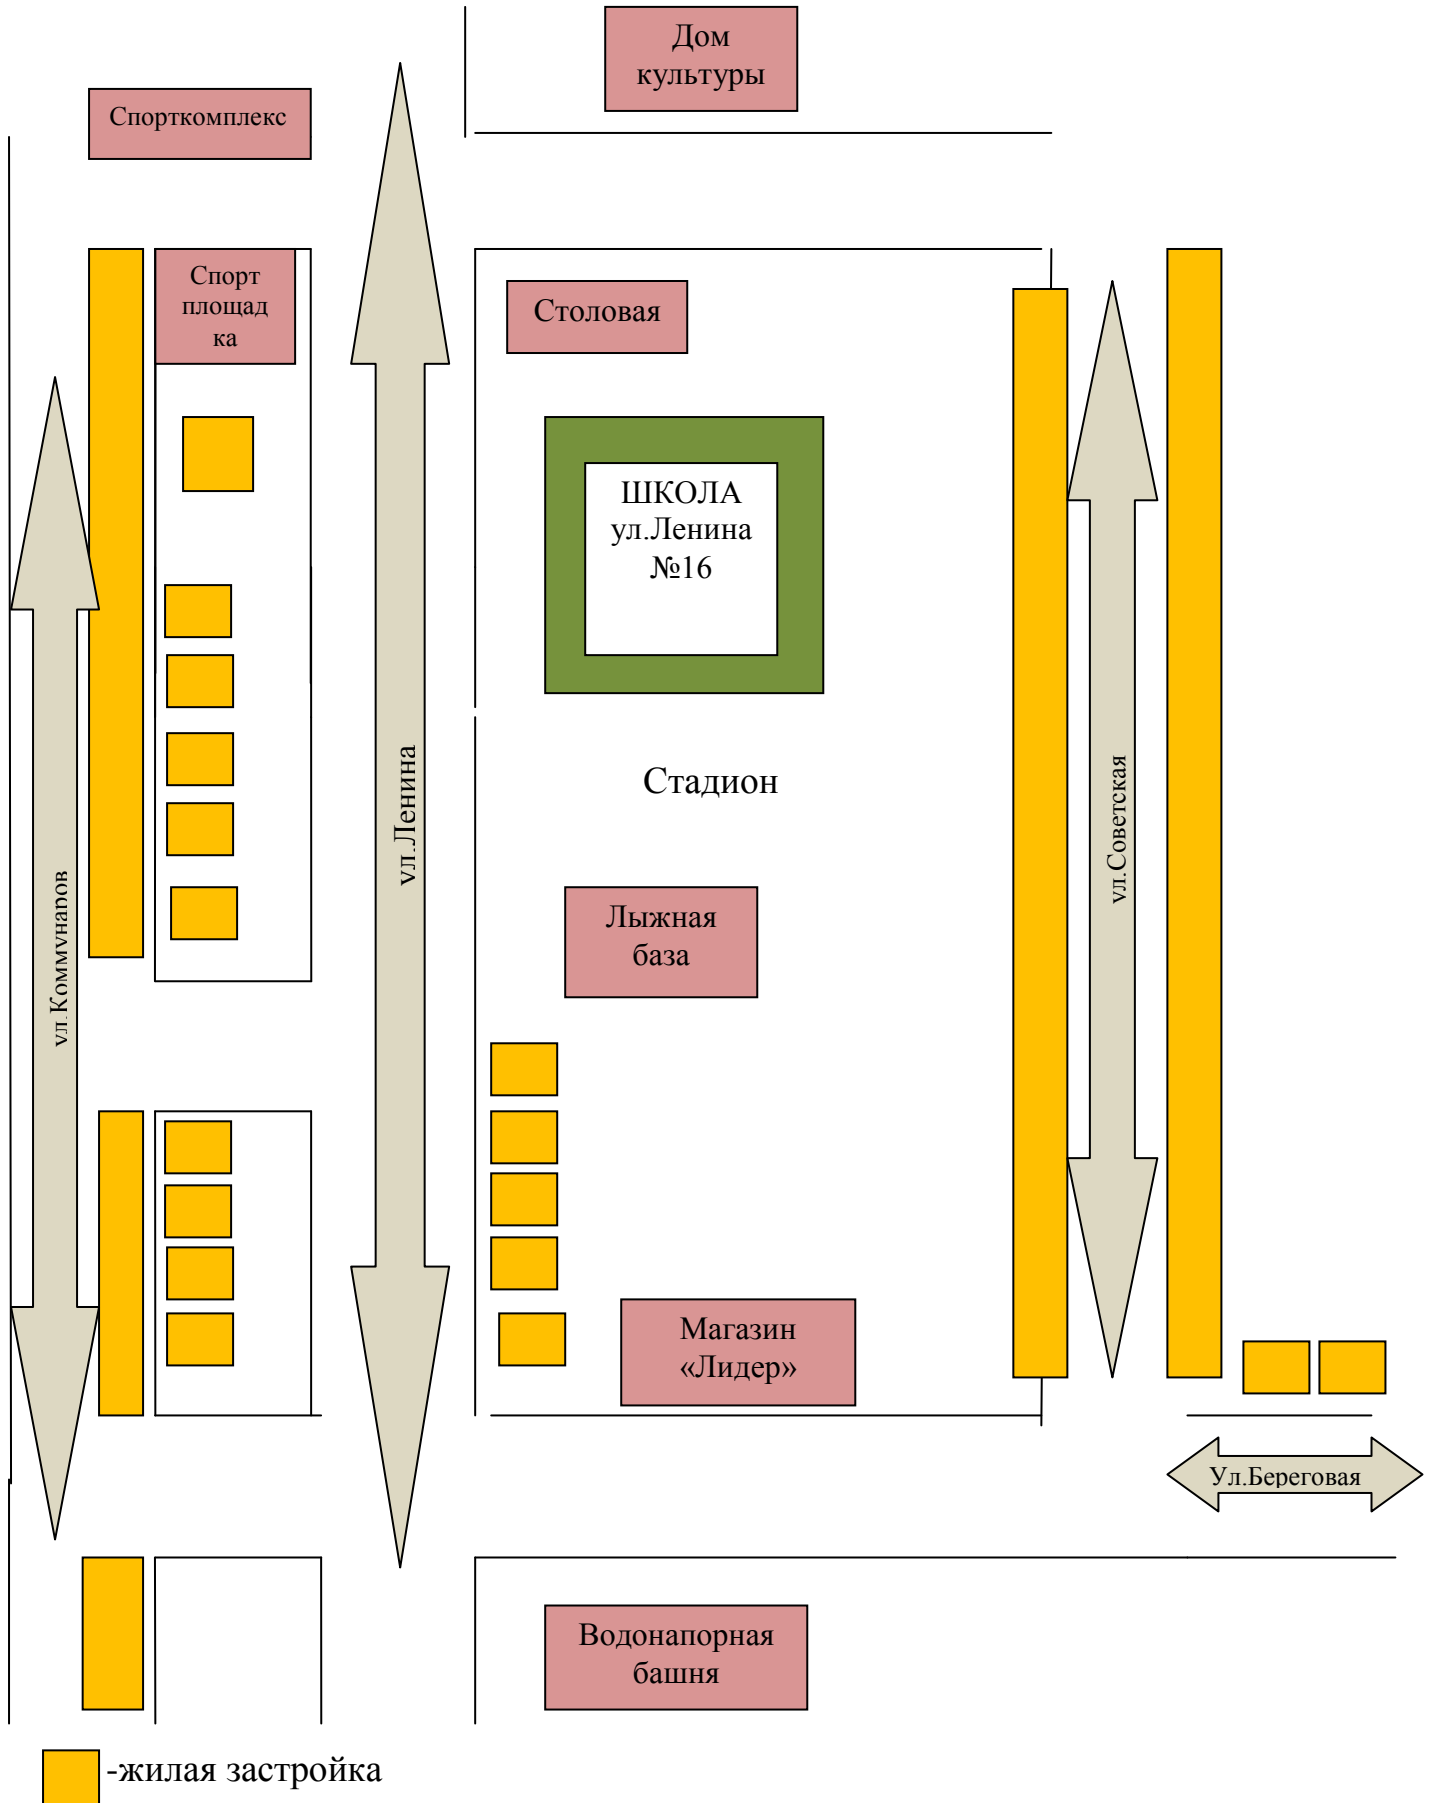 Дом
культуры
Спорткомплекс
Спорт
площад
ка
Столовая
ШКОЛА
ул.Ленина
№16
ул.Ленина
Стадион
ул.Советская
ул.Коммунаров
Лыжная
база
Магазин
«Лидер»
Ул.Береговая
Водонапорная
башня
-жилая застройка